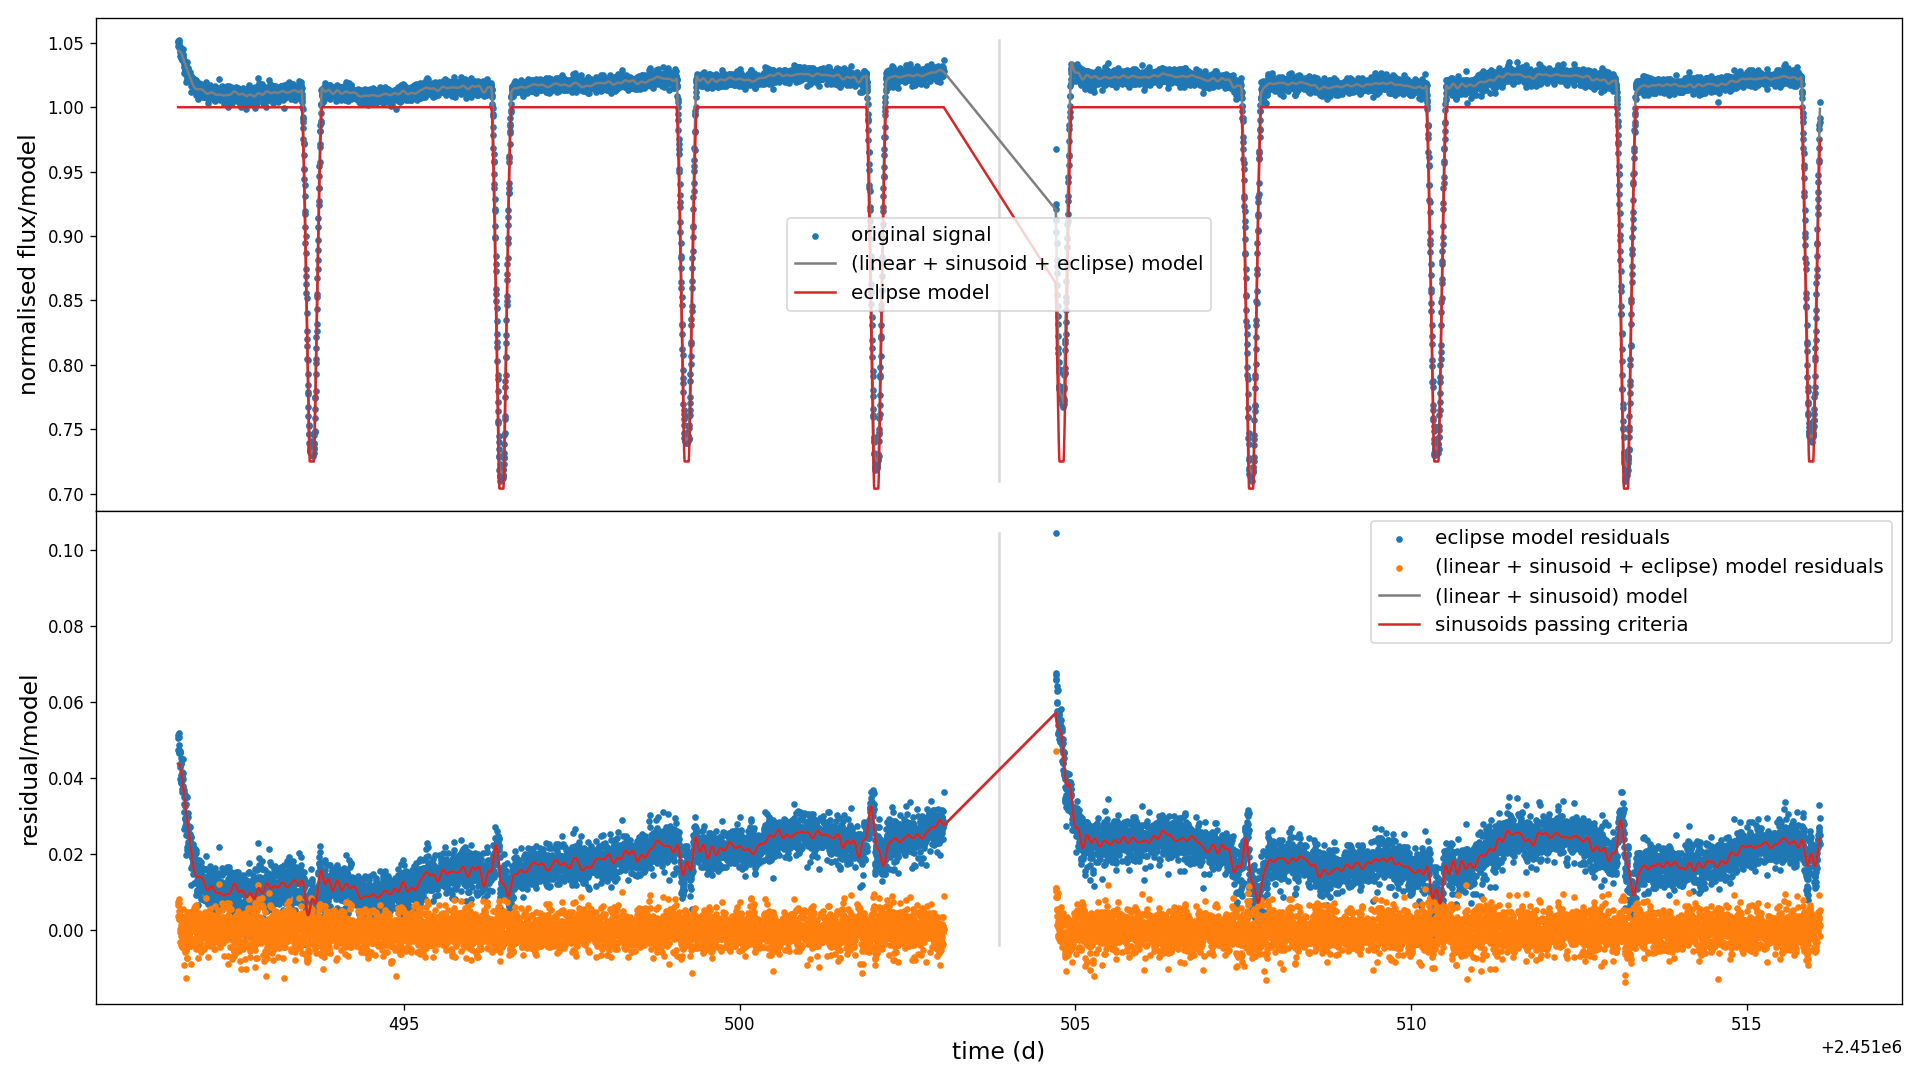 normalised flux/model
1.05
1.00
0.95
0.90
0.85
0.80
0.75
0.70
original signal
(linear + sinusoid + eclipse) model
eclipse model
residual/model
0.10
0.08
0.06
0.04
0.02
0.00
eclipse model residuals
(linear + sinusoid + eclipse) model residuals
(linear + sinusoid) model
sinusoids passing criteria
495
500
505
510
515
time (d)
+2.451e6